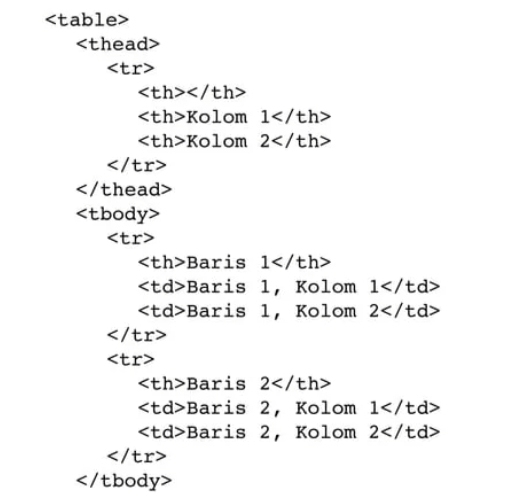 <table>
<thead>
<tr>
<th></th>
<th>Kolom 1</th>
<th>Kolom 2</th>
</tr>
</thead>
<tbody>
<tr>
<th>Baris 1</th>
<td>Baris 1, Kolom 1</td>
<td>Baris 1, Kolom 2</td>
</tr>
<tr>
<th>Baris 2</th>
<td>Baris 2, Kolom 1</td>
<td>Baris 2, Kolom 2</td>
</tr>
</tbody>